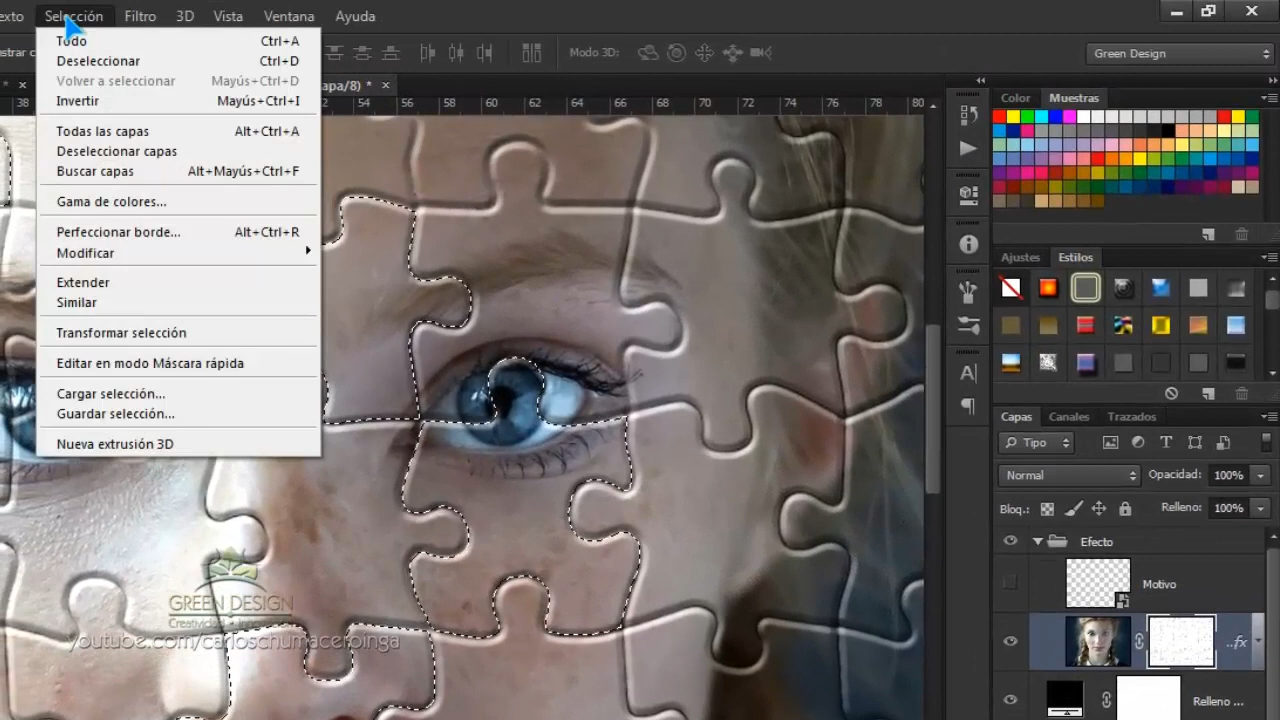 exto Selección Filtro 3D Vista Ventana Ayuda
Todo Ctrl+A
Deseleccionar Ctrl+D
Volver a seleccionar Mayús+Ctrl+D
Invertir Mayús+Ctrl+I
Todas las capas Alt+Ctrl+A
Deseleccionar capas
Buscar capas Alt+Mayús+Ctrl+F
Gama de colores...
Perfeccionar borde... Alt+Ctrl+R
Modificar
Extender
Similar
Transformar selección
Editar en modo Máscara rápida
Cargar selección...
Guardar selección...
Nueva extrusión 3D
Modo 3D:
Green Design
apa/8) *
38 54 56 58 60 62 64 66 68 70 72 74 76 78 80
Color Muestras
Ajustes Estilos
Capas Canales Trazados
Tipo
Normal Opacidad: 100%
Bloq.: Relleno: 100%
Efecto
Motivo
fx
Relleno ...
GREEN DESIGN
youtube.com/carloschumaceroinga